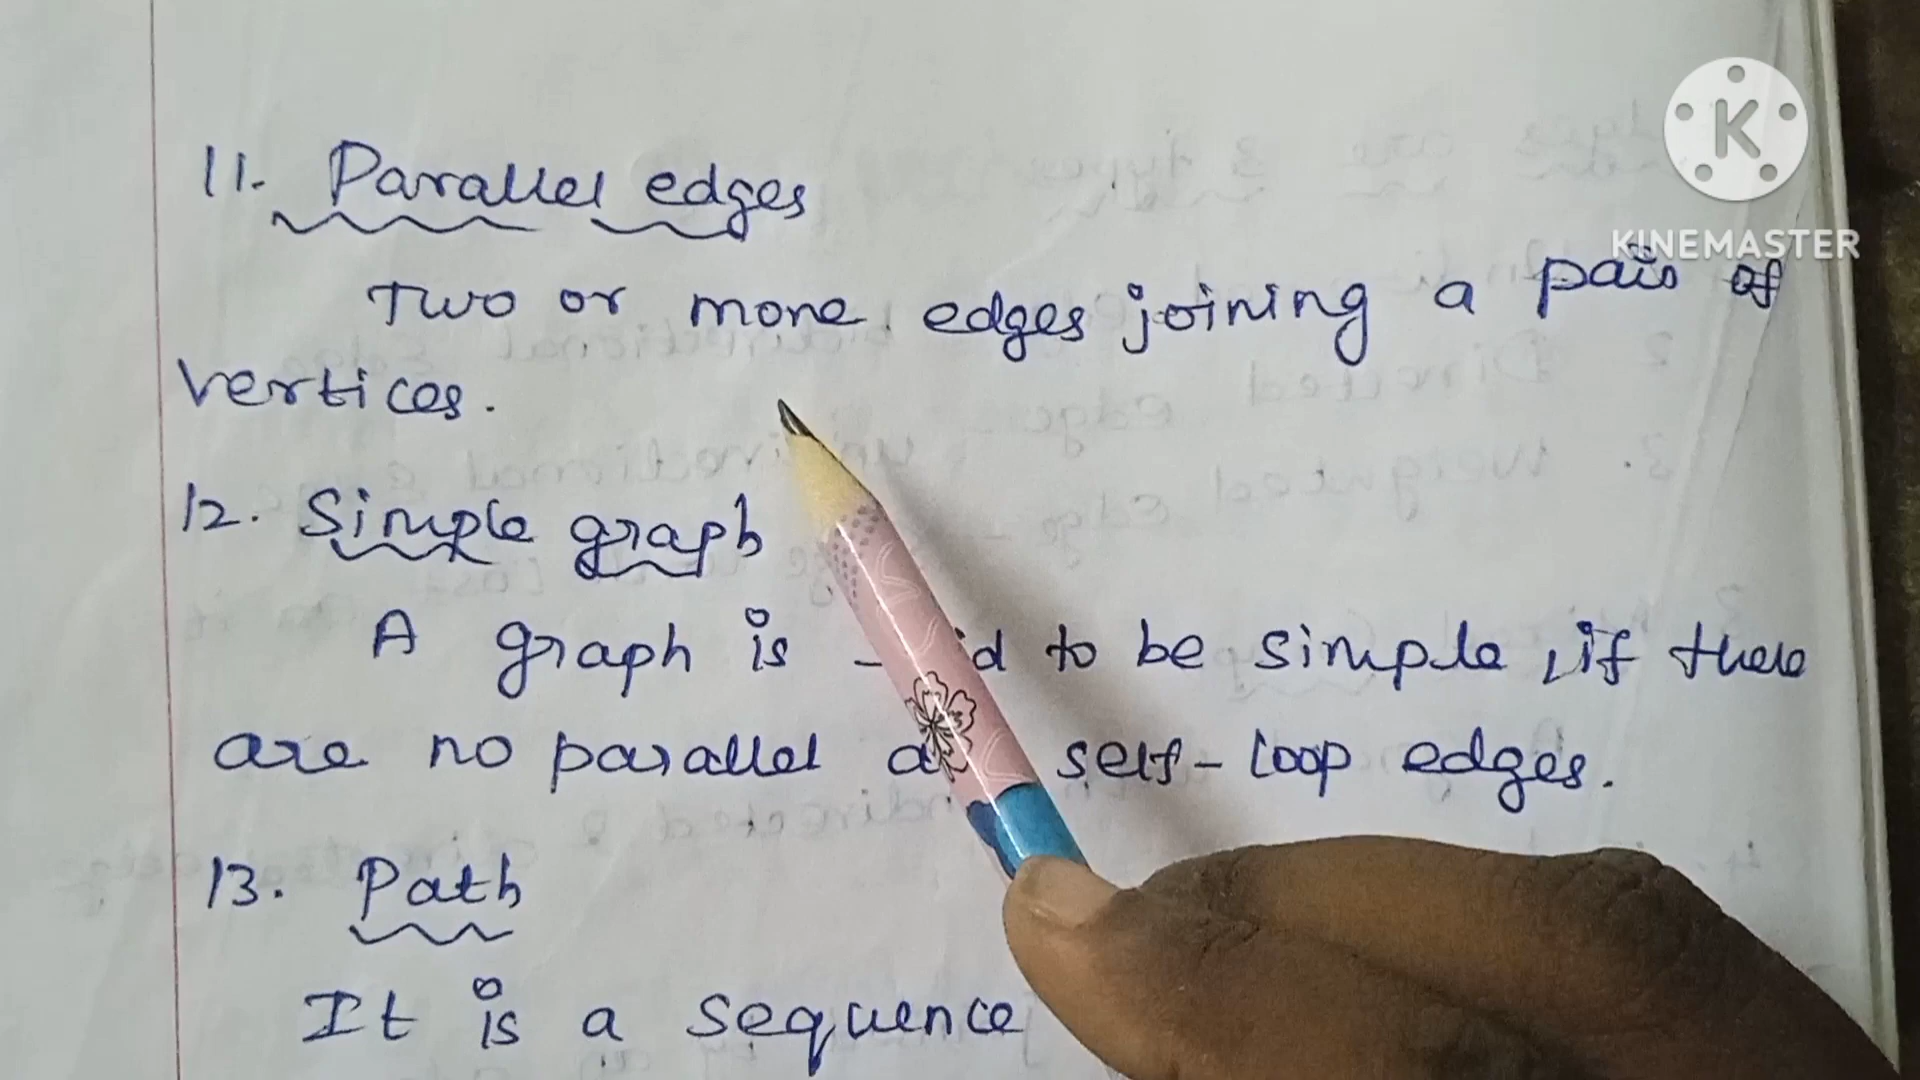 11. Parallel edges
KINEMASTER
Two or more edges joining a pair of
vertices.
12. Simple graph
A graph is to be simple, if there
are no parallel self-loop edges.
13. Path
It is a sequence